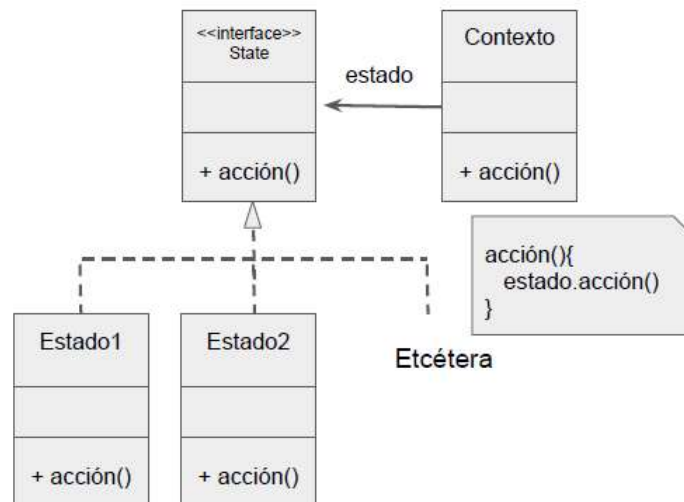 <<interface>>
State
Contexto
estado
+ acción()
+ acción()
acción(){
estado.acción()
}
Estado1
Estado2
Etcétera
+ acción()
+ acción()